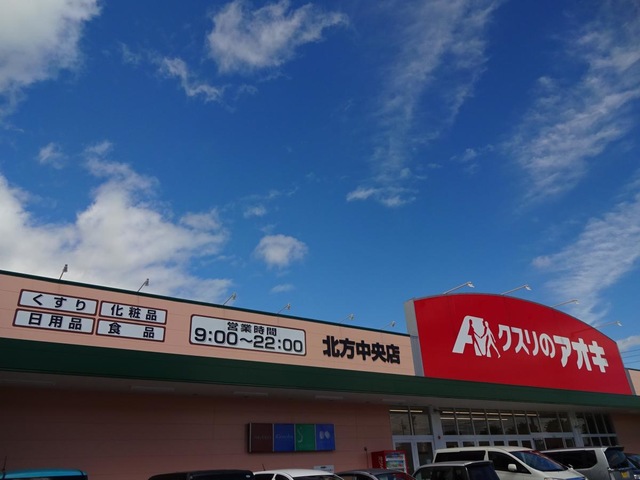 くすり
化粧品
日用品
食品
営業時間
9:00〜22:00
北方中央店
クスリのアオキ